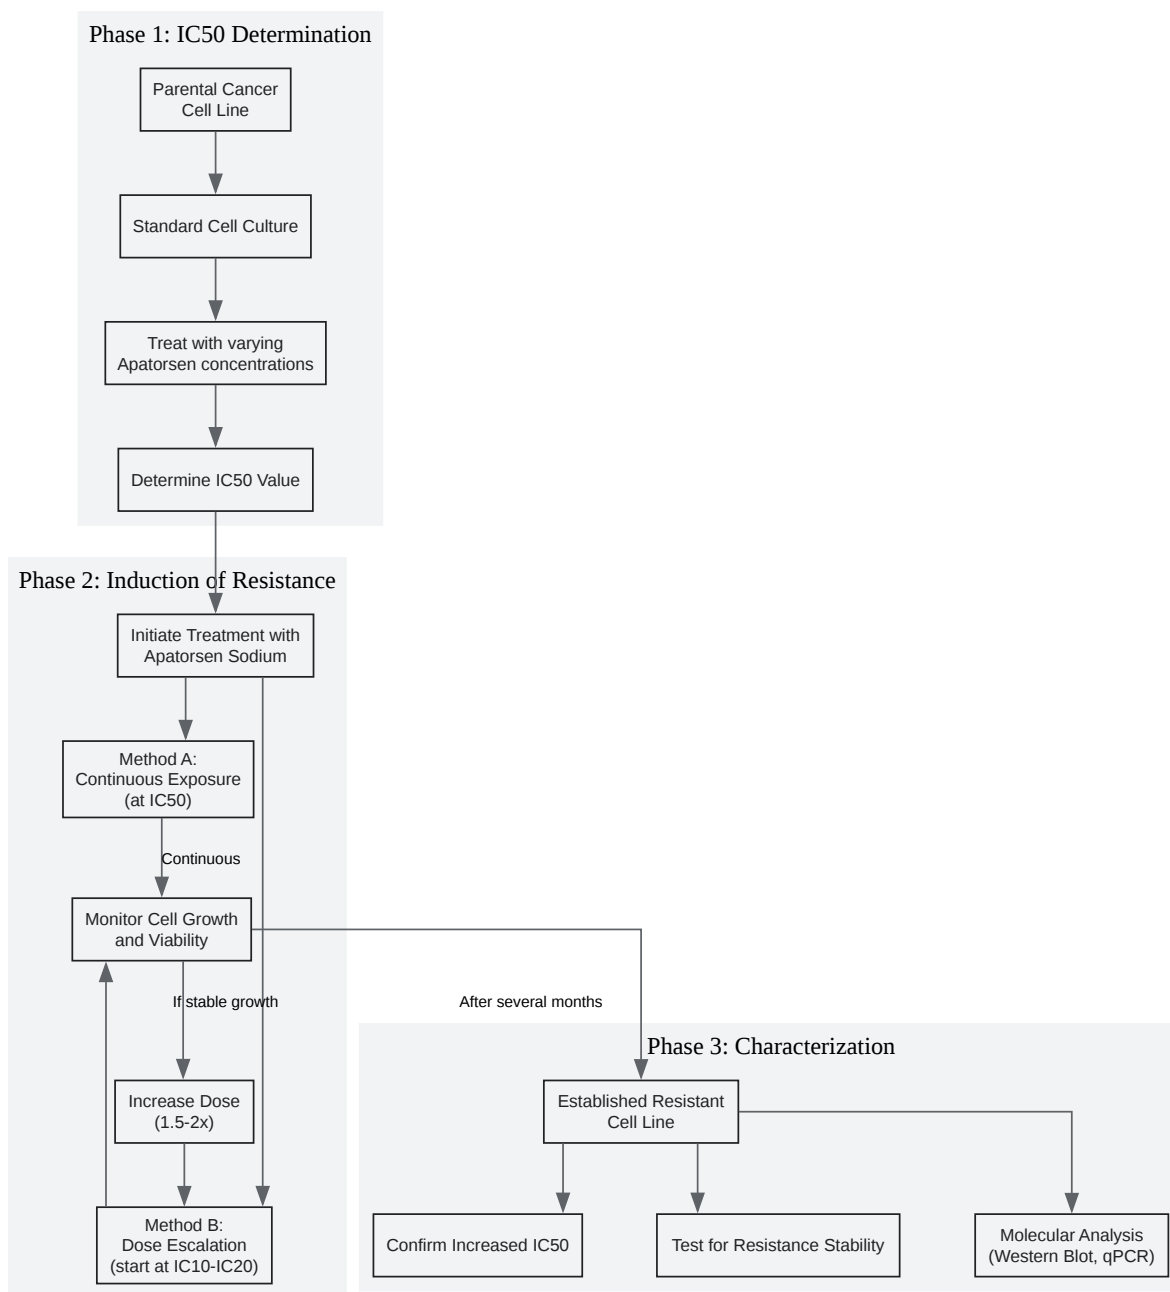 Phase 1: IC50 Determination
Parental Cancer
Cell Line
Standard Cell Culture
Treat with varying
Apatorsen concentrations
Determine IC50 Value
Phase 2: Induction of Resistance
Initiate Treatment with
Apatorsen Sodium
Method A:
Continuous Exposure
(at IC50)
Continuous
Monitor Cell Growth
and Viability
If stable growth
After several months
Increase Dose
(1.5-2x)
Method B:
Dose Escalation
(start at IC10-IC20)
Phase 3: Characterization
Established Resistant
Cell Line
Confirm Increased IC50
Test for Resistance Stability
Molecular Analysis
(Western Blot, qPCR)